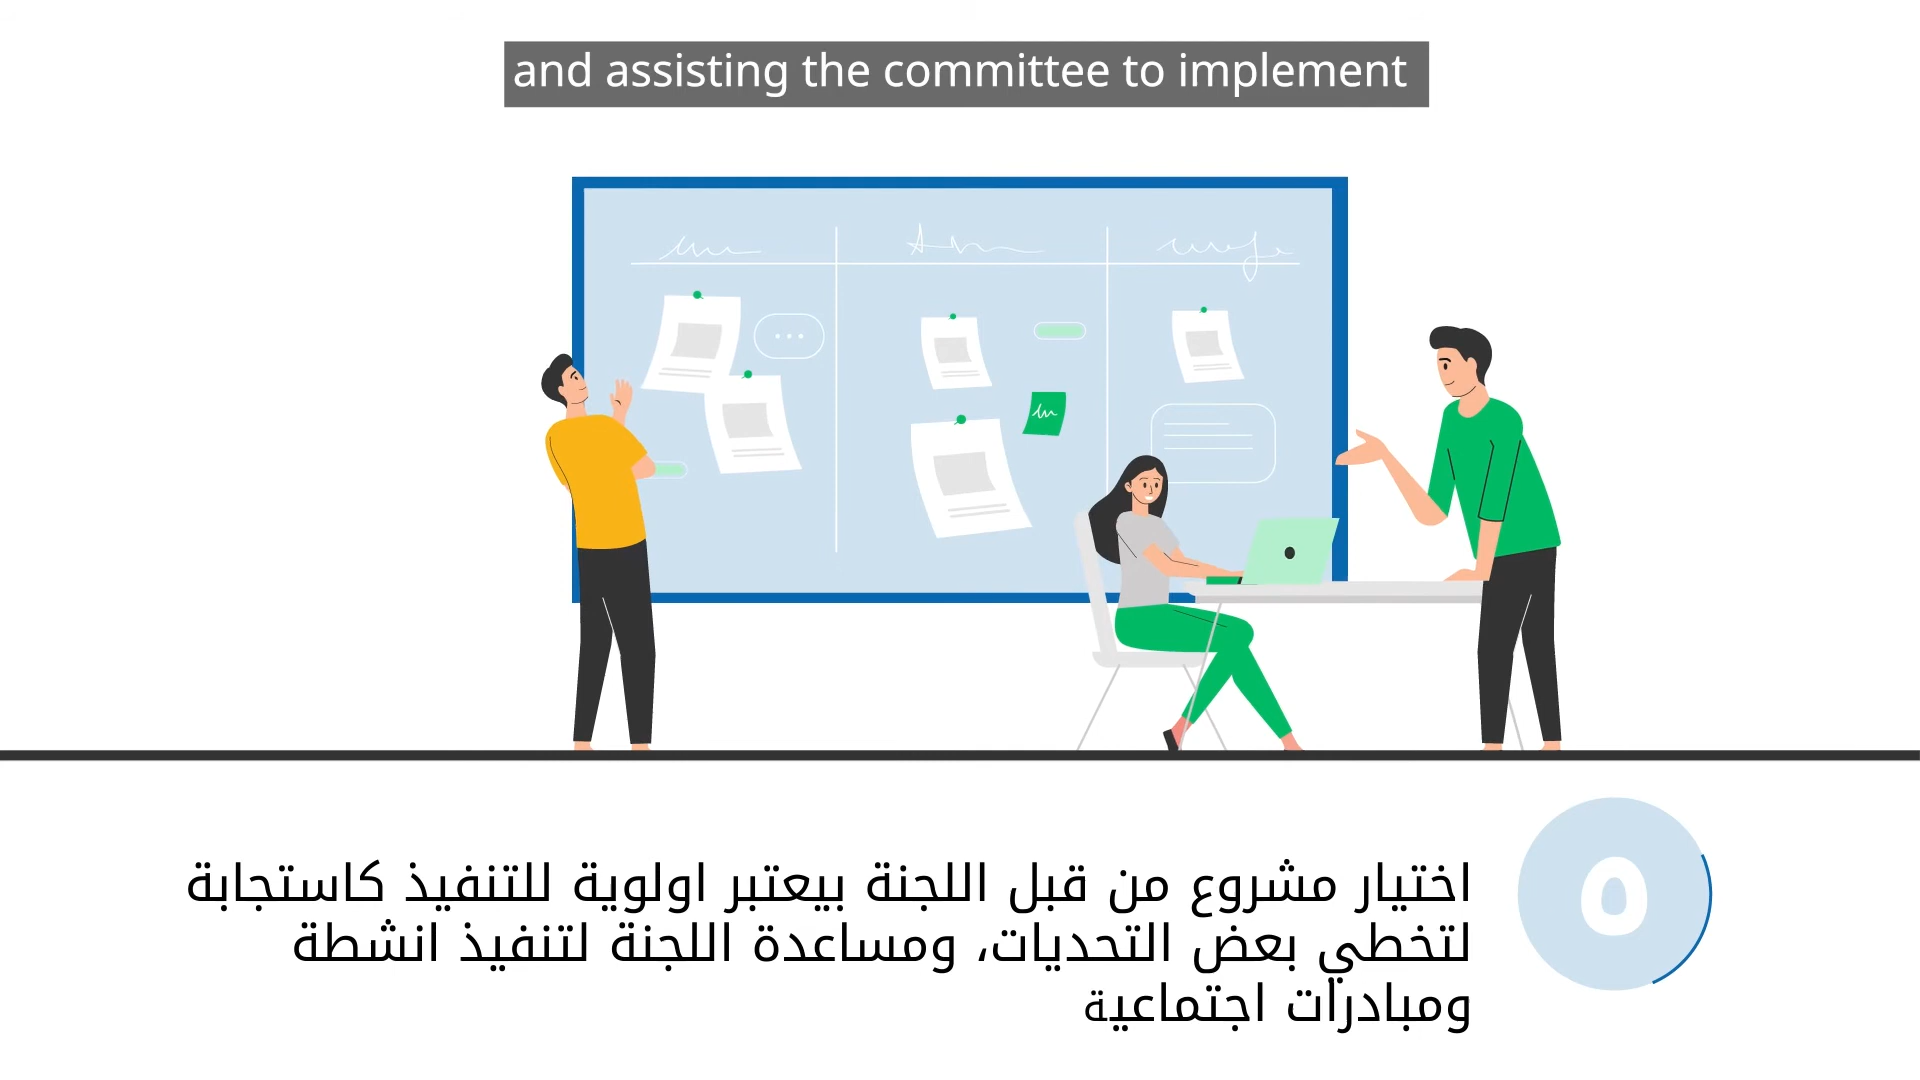 and assisting the committee to implement
٥
اختيار مشروع من قبل اللجنة بيعتبر اولوية للتنفيذ كاستجابة
لتخطي بعض التحديات، ومساعدة اللجنة لتنفيذ انشطة
ومبادرات اجتماعية